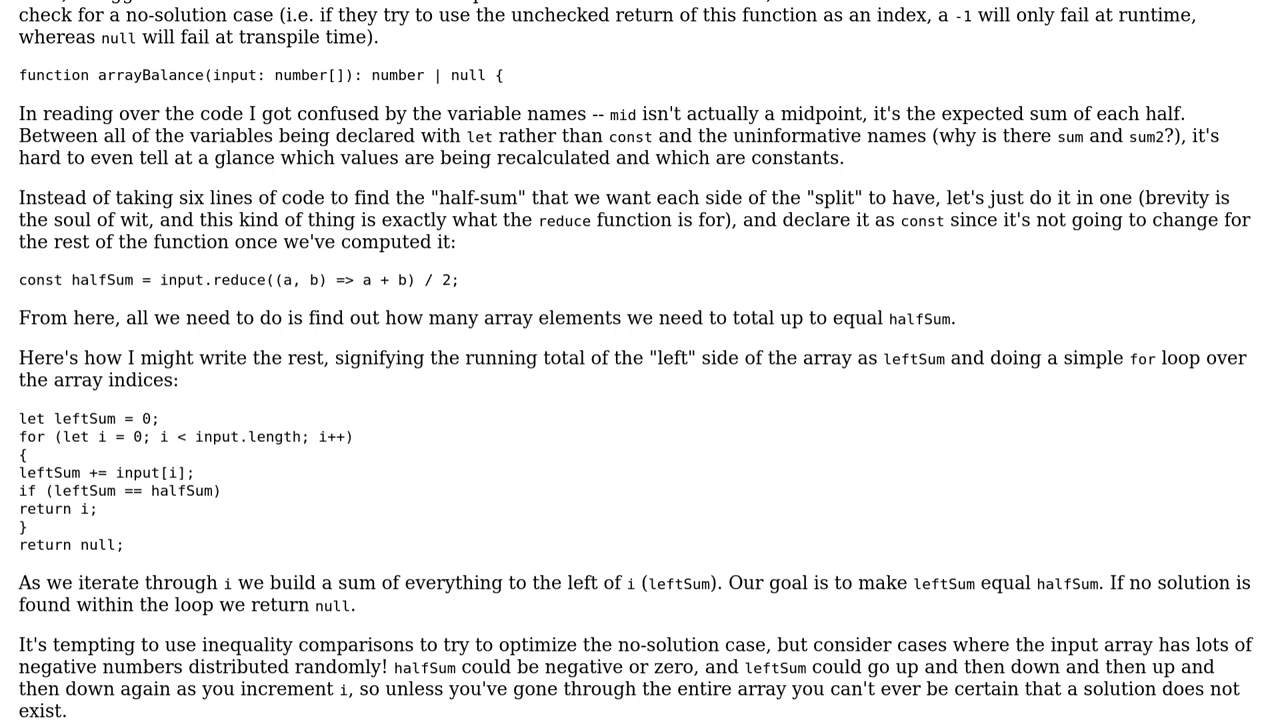 check for a no-solution case (i.e. if they try to use the unchecked return of this function as an index, a -1 will only fail at runtime,
whereas null will fail at transpile time).
function arrayBalance(input: number[]): number | null {
In reading over the code I got confused by the variable names -- mid isn't actually a midpoint, it's the expected sum of each half.
Between all of the variables being declared with let rather than const and the uninformative names (why is there sum and sum2?), it's
hard to even tell at a glance which values are being recalculated and which are constants.
Instead of taking six lines of code to find the "half-sum" that we want each side of the "split" to have, let's just do it in one (brevity is
the soul of wit, and this kind of thing is exactly what the reduce function is for), and declare it as const since it's not going to change for
the rest of the function once we've computed it:
const halfSum = input.reduce((a, b) => a + b) / 2;
From here, all we need to do is find out how many array elements we need to total up to equal halfSum.
Here's how I might write the rest, signifying the running total of the "left" side of the array as leftSum and doing a simple for loop over
the array indices:
let leftSum = 0;
for (let i = 0; i < input.length; i++)
{
leftSum += input[i];
if (leftSum == halfSum)
return i;
}
return null;
As we iterate through i we build a sum of everything to the left of i (leftSum). Our goal is to make leftSum equal halfSum. If no solution is
found within the loop we return null.
It's tempting to use inequality comparisons to try to optimize the no-solution case, but consider cases where the input array has lots of
negative numbers distributed randomly! halfSum could be negative or zero, and leftSum could go up and then down and then up and
then down again as you increment i, so unless you've gone through the entire array you can't ever be certain that a solution does not
exist.